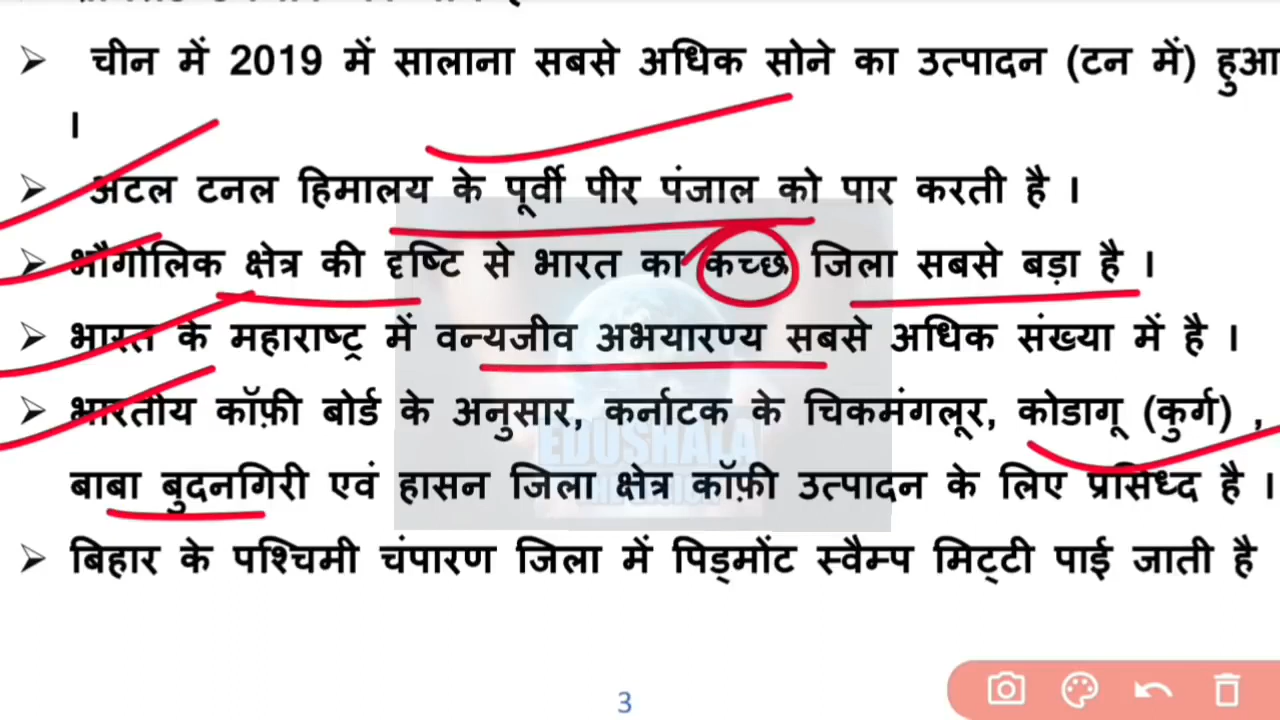 ➢ चीन में 2019 में सालाना सबसे अधिक सोने का उत्पादन (टन में) हुआ
।
➢ अटल टनल हिमालय के पूर्वी पीर पंजाल को पार करती है ।
➢ भौगोलिक क्षेत्र की दृष्टि से भारत का कच्छ जिला सबसे बड़ा है ।
➢ भारत के महाराष्ट्र में वन्यजीव अभयारण्य सबसे अधिक संख्या में है ।
➢ भारतीय कॉफ़ी बोर्ड के अनुसार, कर्नाटक के चिकमंगलूर, कोडागू (कुर्ग) ,
बाबा बुदनगिरी एवं हासन जिला क्षेत्र कॉफ़ी उत्पादन के लिए प्रसिध्द है ।
➢ बिहार के पश्चिमी चंपारण जिला में पिड्मोंट स्वैम्प मिट्टी पाई जाती है
EDUSHALA
3